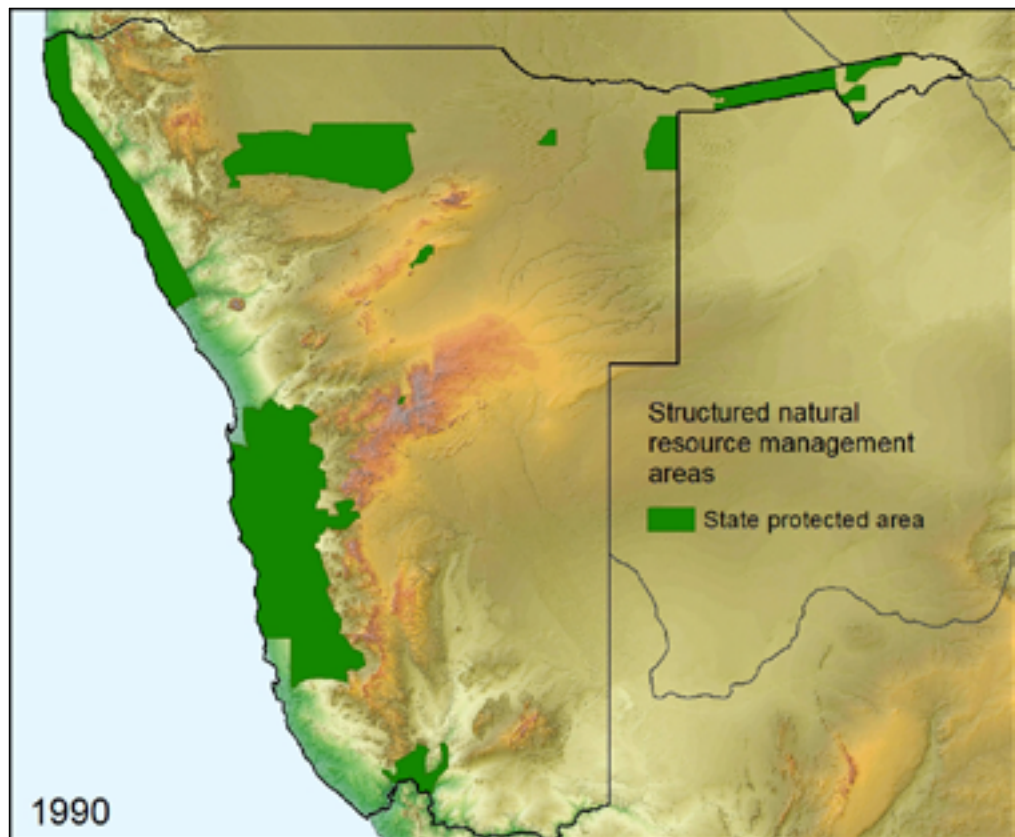 Structured natural
resource management
areas
State protected area
1990